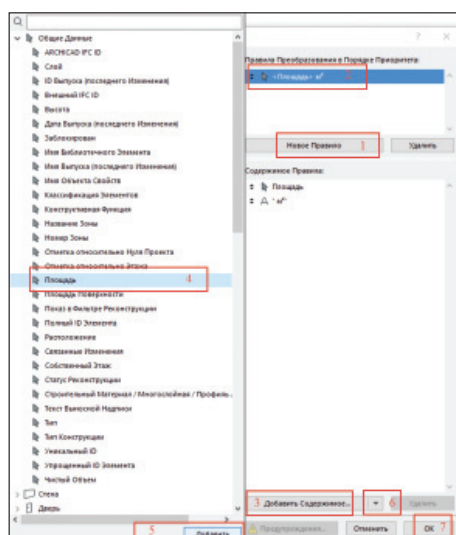 Общие Данные
ARCHICAD IFC ID
Слой
ID Выпуска (последнего Изменения)
Внешний IFC ID
Высота
Дата Выпуска (последнего Изменения)
Заблокирован
Имя Библиотечного Элемента
Имя Выпуска (последнего Изменения)
Имя Объекта Свойств
Классификация Элементов
Конструктивная Функция
Название Зоны
Номер Зоны
Отметка относительно Нуля Проекта
Отметка относительно Этажа
Площадь 4
Площадь Поверхности
Показ в Фильтре Реконструкции
Полный ID Элемента
Расположение
Связанные Изменения
Собственный Этаж
Статус Реконструкции
Строительный Материал / Многослойная / Профиль
Текст Выносной Надписи
Тип
Тип Конструкции
Уникальный ID
Упрощенный ID Элемента
Чистый Объем
Стена
Дверь
5 Добавить
? ×
Правила Преобразования в Порядке Приоритета:
<Площадь> м² 2
Новое Правило 1 Удалить
Содержимое Правила:
Площадь
" м²"
3 Добавить Содержимое... 6 Удалить
Предупреждения... Отменить OK 7